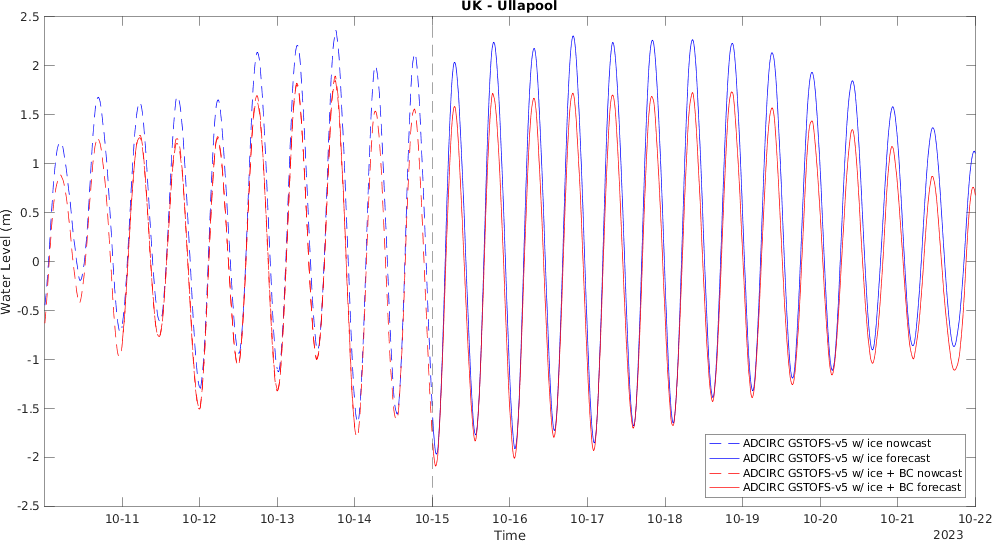 UK - Ullapool
Water Level (m)
2.5
2
1.5
1
0.5
0
-0.5
-1
-1.5
-2
-2.5
ADCIRC GSTOFS-v5 w/ ice nowcast
ADCIRC GSTOFS-v5 w/ ice forecast
ADCIRC GSTOFS-v5 w/ ice + BC nowcast
ADCIRC GSTOFS-v5 w/ ice + BC forecast
10-11 10-12 10-13 10-14 10-15 10-16 10-17 10-18 10-19 10-20 10-21 10-22
Time
2023